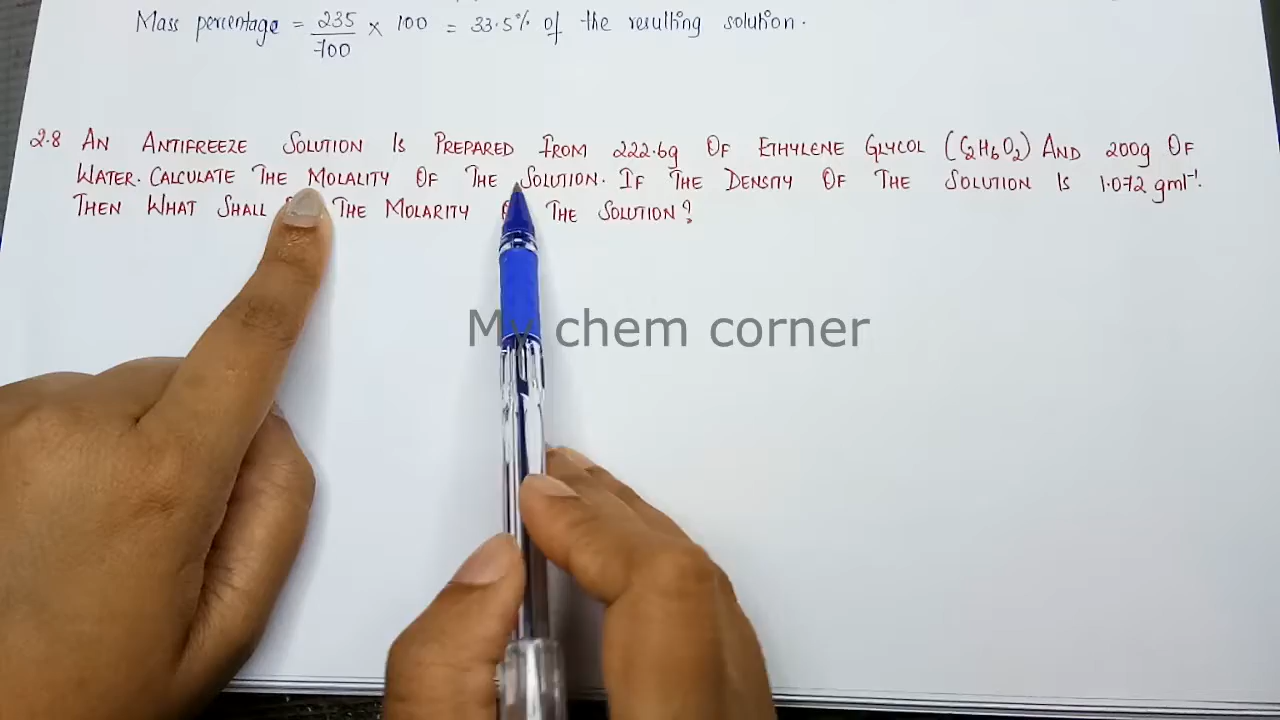 Mass percentage = 235/700 × 100 = 33.5% of the resulting solution.
2.8 AN ANTIFREEZE SOLUTION IS PREPARED FROM 222.6g OF ETHYLENE GLYCOL (C₂H₆O₂) AND 200g OF
WATER. CALCULATE THE MOLALITY OF THE SOLUTION. IF THE DENSITY OF THE SOLUTION IS 1.072 gml⁻¹.
THEN WHAT SHALL THE MOLARITY THE SOLUTION?
My chem corner